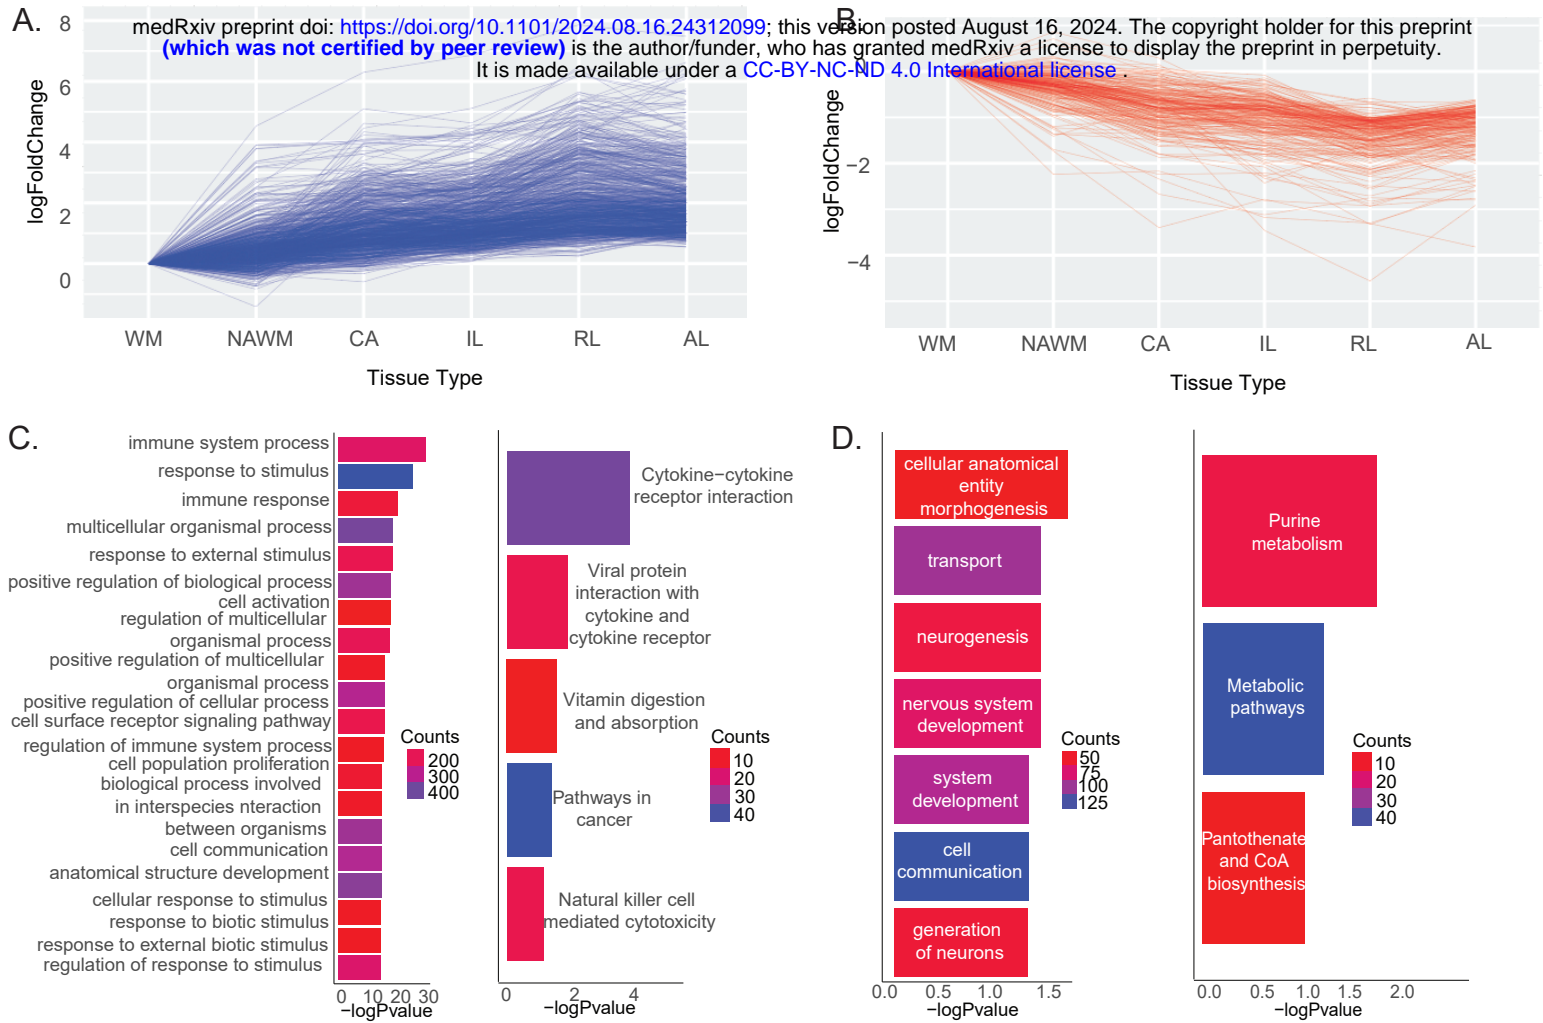 A.
B.
medRxiv preprint doi: https://doi.org/10.1101/2024.08.16.24312099; this version posted August 16, 2024. The copyright holder for this preprint
(which was not certified by peer review) is the author/funder, who has granted medRxiv a license to display the preprint in perpetuity.
It is made available under a CC-BY-NC-ND 4.0 International license .
8
6
4
2
0
logFoldChange
WM
NAWM
CA
IL
RL
AL
Tissue Type
0
−2
−4
logFoldChange
WM
NAWM
CA
IL
RL
AL
Tissue Type
C.
immune system process
response to stimulus
immune response
multicellular organismal process
response to external stimulus
positive regulation of biological process
cell activation
regulation of multicellular
organismal process
positive regulation of multicellular
organismal process
positive regulation of cellular process
cell surface receptor signaling pathway
regulation of immune system process
cell population proliferation
biological process involved
in interspecies nteraction
between organisms
cell communication
anatomical structure development
cellular response to stimulus
response to biotic stimulus
response to external biotic stimulus
regulation of response to stimulus
0 10 20 30
−logPvalue
Counts
200
300
400
Cytokine−cytokine
receptor interaction
Viral protein
interaction with
cytokine and
cytokine receptor
Vitamin digestion
and absorption
Pathways in
cancer
Natural killer cell
mediated cytotoxicity
0 2 4
−logPvalue
Counts
10
20
30
40
D.
cellular anatomical
entity
morphogenesis
transport
neurogenesis
nervous system
development
system
development
cell
communication
generation
of neurons
0.0 0.5 1.0 1.5
−logPvalue
Counts
50
75
100
125
Purine
metabolism
Metabolic
pathways
Pantothenate
and CoA
biosynthesis
0.0 0.5 1.0 1.5 2.0
−logPvalue
Counts
10
20
30
40